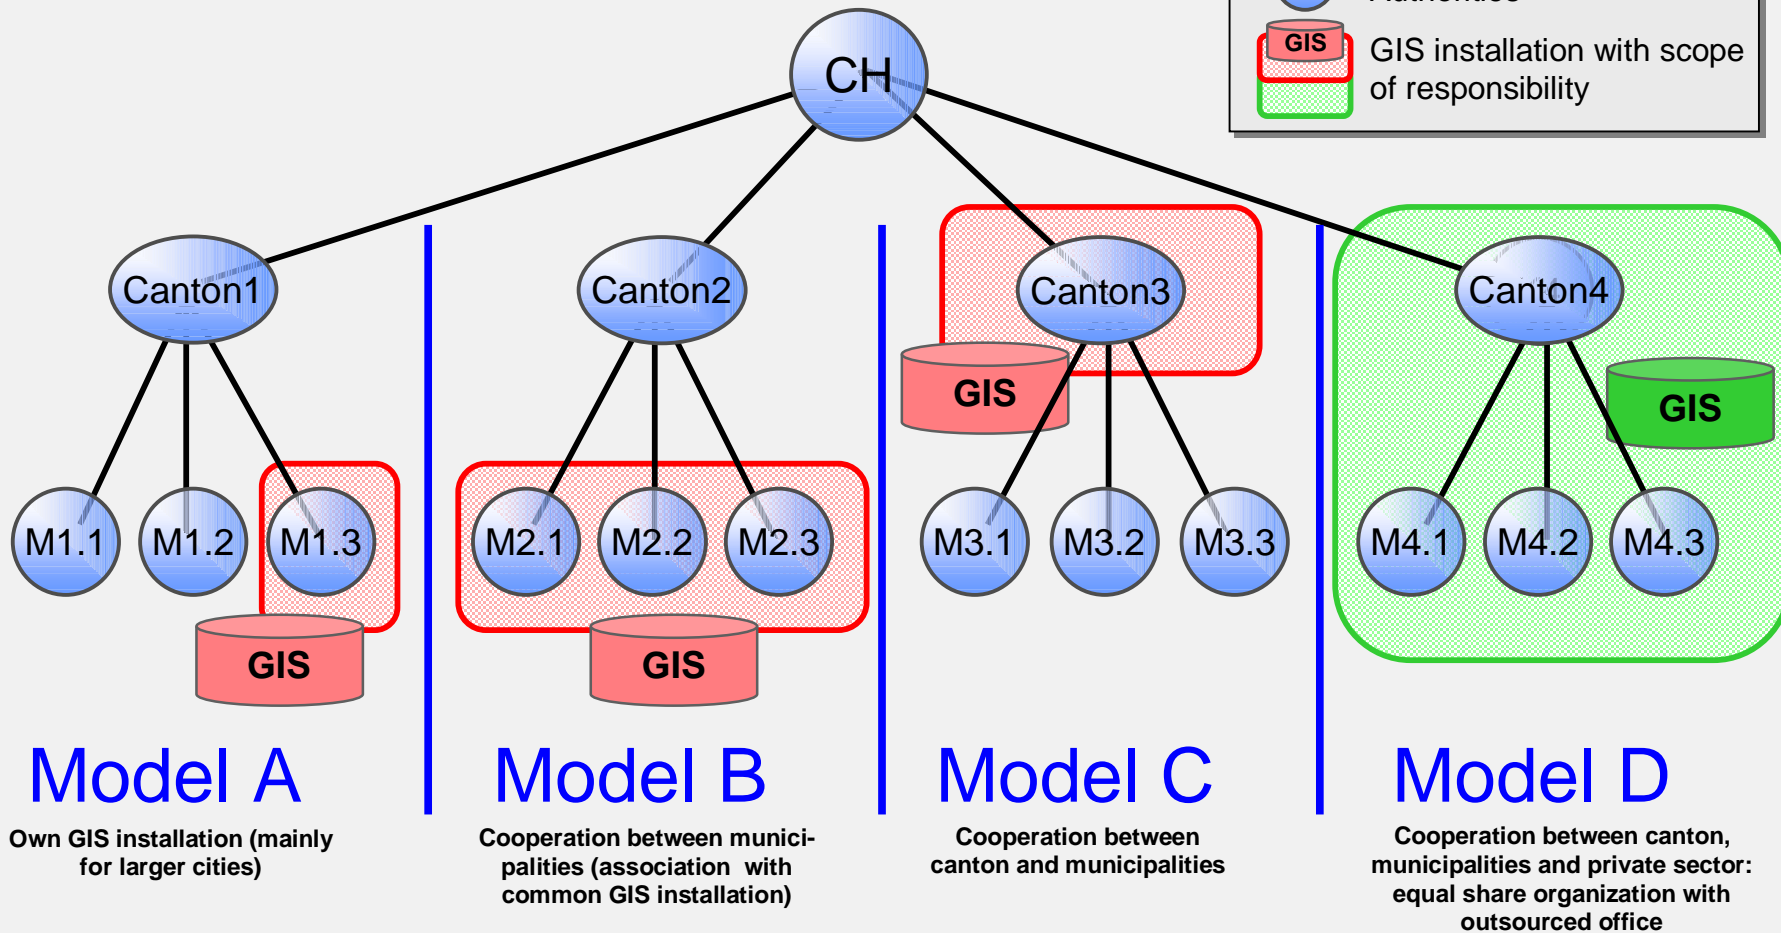 CH
GIS
GIS installation with scope
of responsibility
Canton1
Canton2
Canton3
Canton4
GIS
GIS
M1.1
M1.2
M1.3
M2.1
M2.2
M2.3
M3.1
M3.2
M3.3
M4.1
M4.2
M4.3
GIS
GIS
Model A
Model B
Model C
Model D
Own GIS installation (mainly
for larger cities)
Cooperation between munici-
palities (association with
common GIS installation)
Cooperation between
canton and municipalities
Cooperation between canton,
municipalities and private sector:
equal share organization with
outsourced office